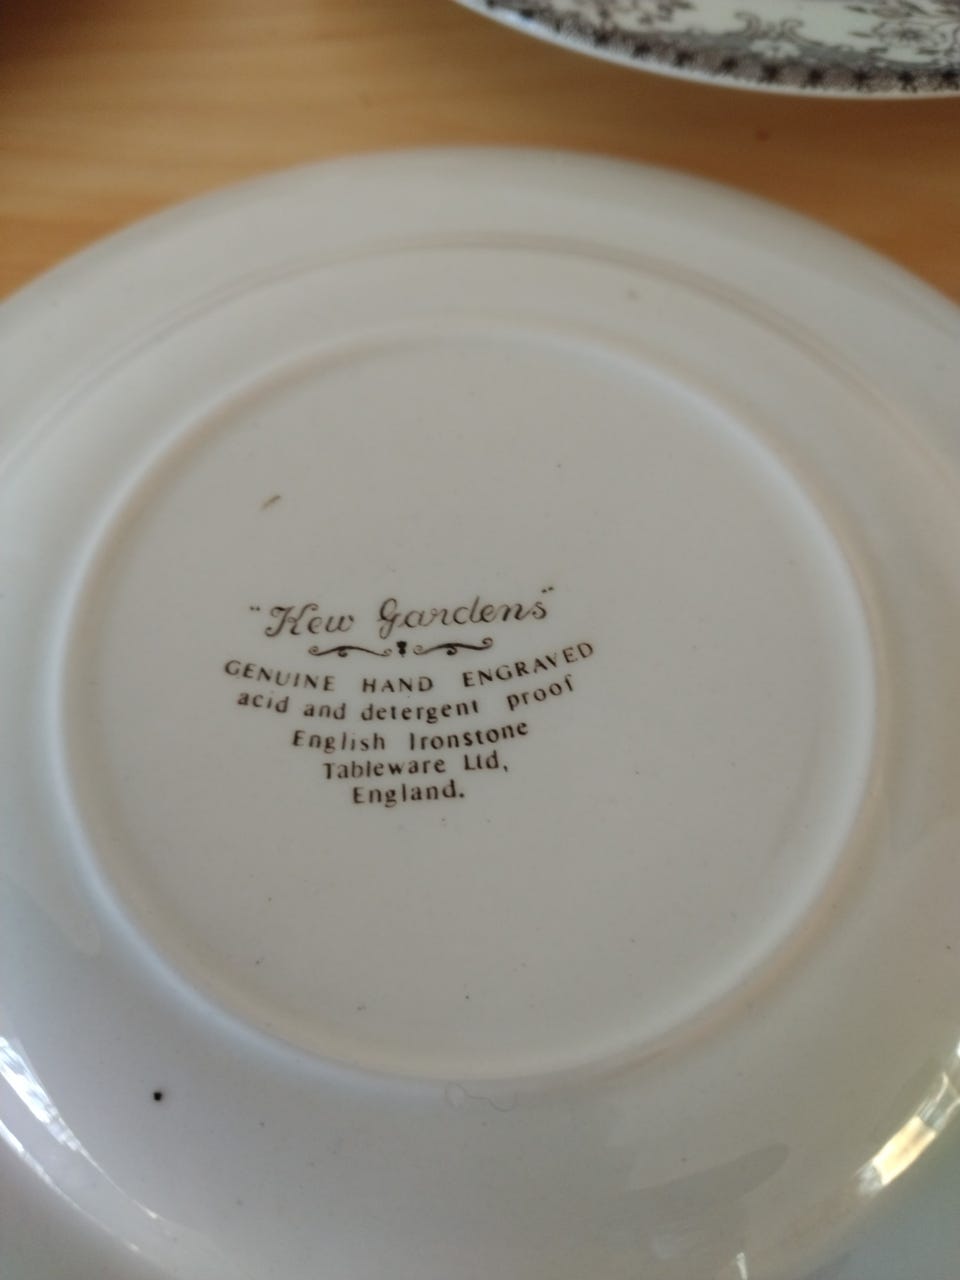 "Kew Gardens"
GENUINE HAND ENGRAVED
acid and detergent proof
English Ironstone
Tableware Ltd,
England.